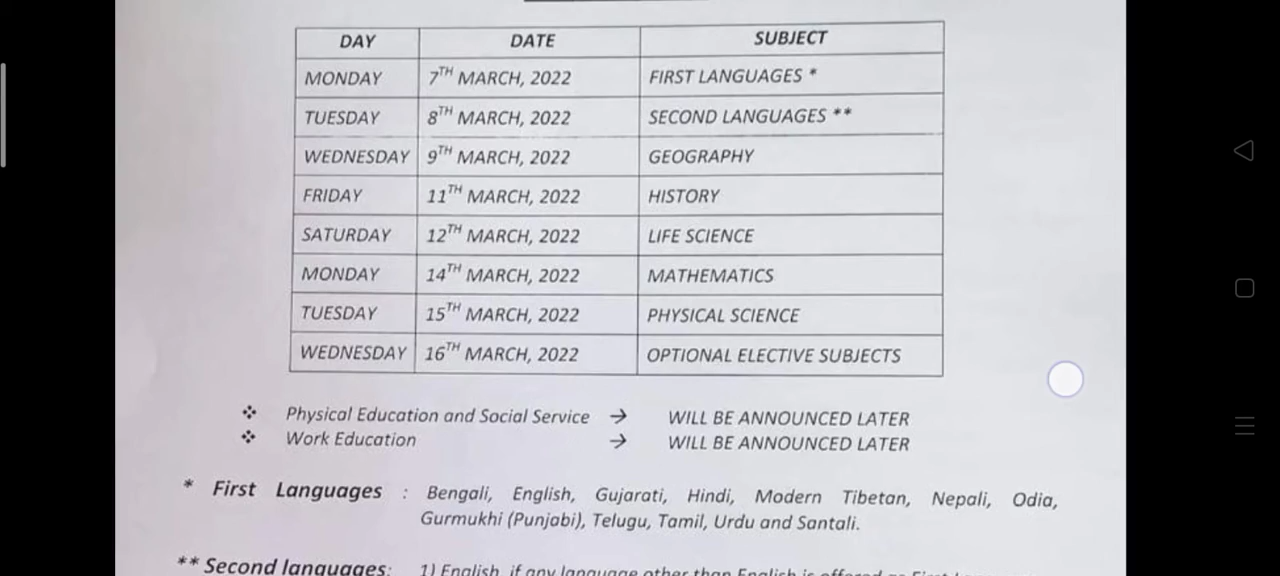 DAY DATE SUBJECT
MONDAY 7TH MARCH, 2022 FIRST LANGUAGES *
TUESDAY 8TH MARCH, 2022 SECOND LANGUAGES **
WEDNESDAY 9TH MARCH, 2022 GEOGRAPHY
FRIDAY 11TH MARCH, 2022 HISTORY
SATURDAY 12TH MARCH, 2022 LIFE SCIENCE
MONDAY 14TH MARCH, 2022 MATHEMATICS
TUESDAY 15TH MARCH, 2022 PHYSICAL SCIENCE
WEDNESDAY 16TH MARCH, 2022 OPTIONAL ELECTIVE SUBJECTS
❖ Physical Education and Social Service → WILL BE ANNOUNCED LATER
❖ Work Education → WILL BE ANNOUNCED LATER
* First Languages : Bengali, English, Gujarati, Hindi, Modern Tibetan, Nepali, Odia,
Gurmukhi (Punjabi), Telugu, Tamil, Urdu and Santali.
** Second languages: 1) English, if any language other than English is offered as First